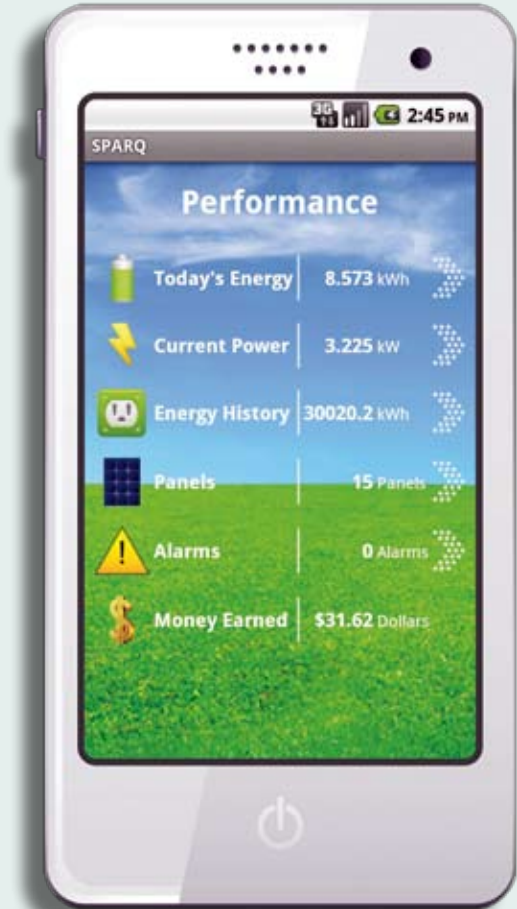 3G 2:45 PM
SPARQ
Performance
Today's Energy 8.573 kWh
Current Power 3.225 kW
Energy History 30020.2 kWh
Panels 15 Panels
Alarms 0 Alarms
Money Earned $31.62 Dollars